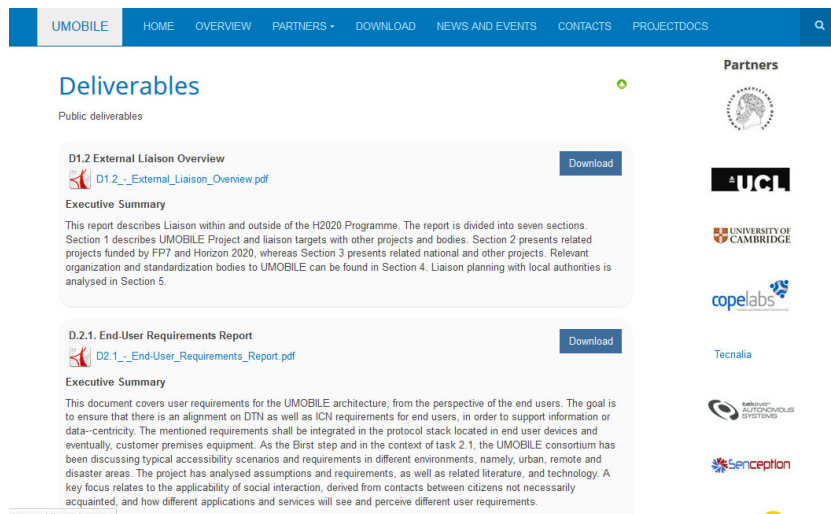 UMOBILE HOME OVERVIEW PARTNERS DOWNLOAD NEWS AND EVENTS CONTACTS PROJECTDOCS
Deliverables
Public deliverables
D1.2 External Liaison Overview
Download
D1.2_-_External_Liaison_Overview.pdf
Executive Summary
This report describes Liaison within and outside of the H2020 Programme. The report is divided into seven sections.
Section 1 describes UMOBILE Project and liaison targets with other projects and bodies. Section 2 presents related
projects funded by FP7 and Horizon 2020, whereas Section 3 presents related national and other projects. Relevant
organization and standardization bodies to UMOBILE can be found in Section 4. Liaison planning with local authorities is
analysed in Section 5.
D.2.1. End-User Requirements Report
Download
D2.1_-_End-User_Requirements_Report.pdf
Executive Summary
This document covers user requirements for the UMOBILE architecture, from the perspective of the end users. The goal is
to ensure that there is an alignment on DTN as well as ICN requirements for end users, in order to support information or
data--centricity. The mentioned requirements shall be integrated in the protocol stack located in end user devices and
eventually, customer premises equipment. As the Birst step and in the context of task 2.1, the UMOBILE consortium has
been discussing typical accessibility scenarios and requirements in different environments, namely, urban, remote and
disaster areas. The project has analysed assumptions and requirements, as well as related literature, and technology. A
key focus relates to the applicability of social interaction, derived from contacts between citizens not necessarily
acquainted, and how different applications and services will see and perceive different user requirements.
Partners
UCL
UNIVERSITY OF
CAMBRIDGE
copelabs
Tecnalia
tekever
AUTONOMOUS
SYSTEMS
Senception